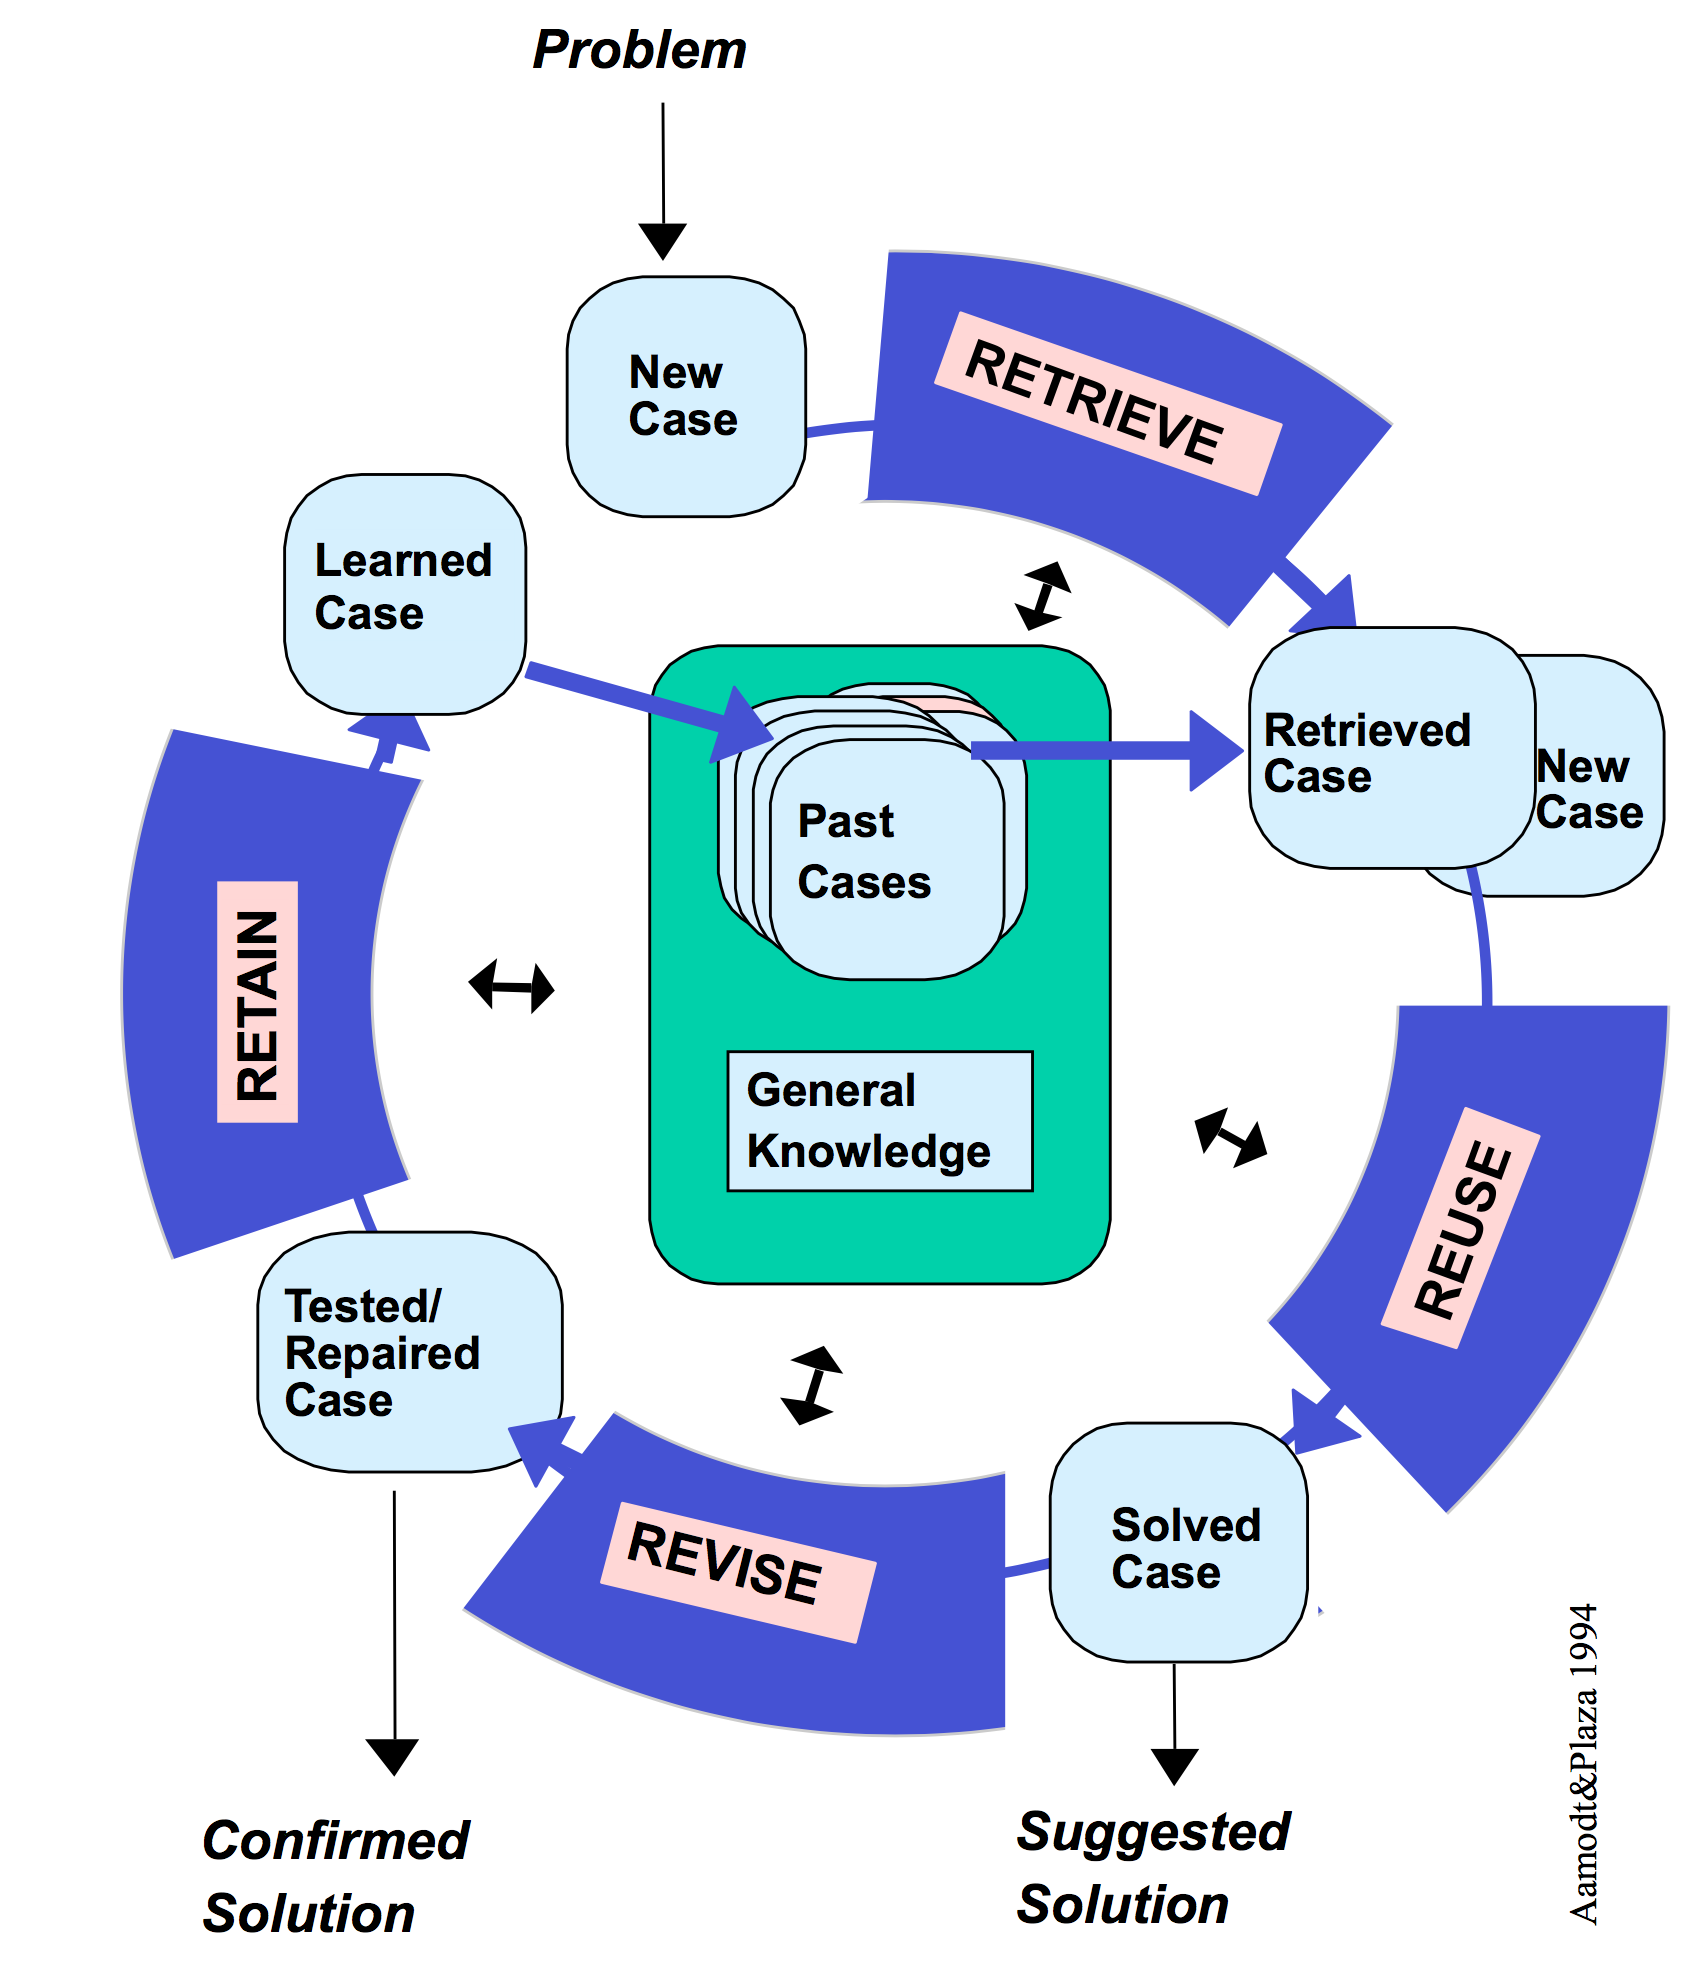 Problem
New
Case
RETRIEVE
Learned
Case
Retrieved
Case
New
Case
Past
Cases
RETAIN
General
Knowledge
REUSE
Tested/
Repaired
Case
Solved
Case
REVISE
Confirmed
Solution
Suggested
Solution
Aamodt&Plaza 1994